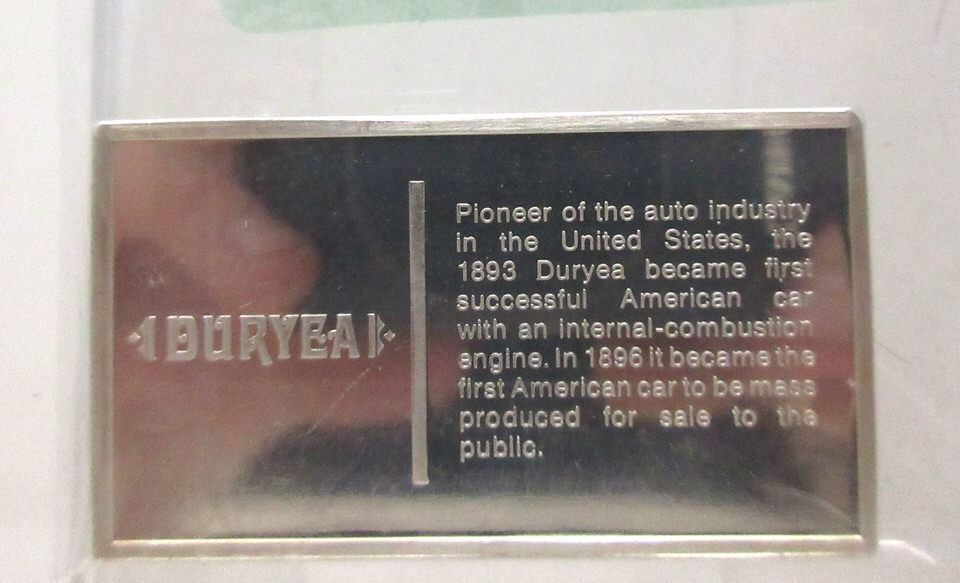 DURYEA
Pioneer of the auto industry
in the United States, the
1893 Duryea became first
successful American car
with an internal-combustion
engine. In 1896 it became the
first American car to be mass
produced for sale to the
public.